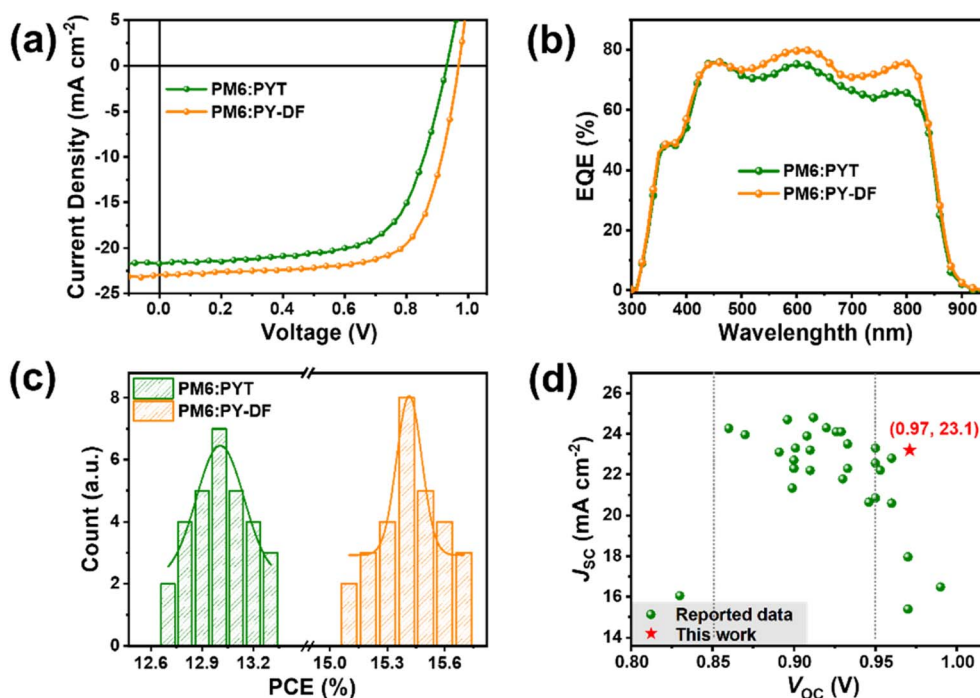 (a)
5
0
-5
-10
-15
-20
-25
Current Density (mA cm⁻²)
PM6:PYT
PM6:PY-DF
0.0 0.2 0.4 0.6 0.8 1.0
Voltage (V)
(b)
80
60
40
20
0
EQE (%)
PM6:PYT
PM6:PY-DF
300 400 500 600 700 800 900
Wavelenghth (nm)
(c)
8
6
4
2
0
Count (a.u.)
PM6:PYT
PM6:PY-DF
12.6 12.9 13.2 15.0 15.3 15.6
PCE (%)
(d)
26
24
22
20
18
16
14
JSC (mA cm⁻²)
(0.97, 23.1)
Reported data
This work
0.80 0.85 0.90 0.95 1.00
VOC (V)